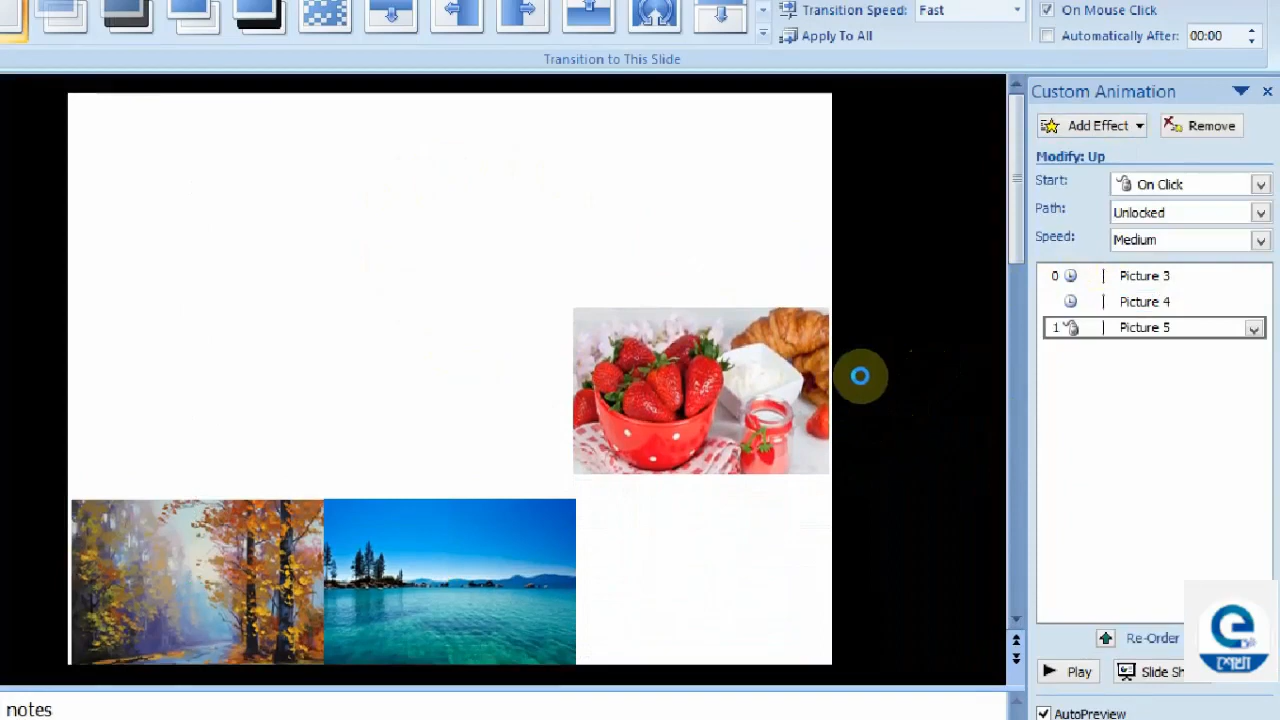 Transition Speed: Fast
On Mouse Click
Apply To All
Automatically After: 00:00
Transition to This Slide
Custom Animation
Add Effect
Remove
Modify: Up
Start: On Click
Path: Unlocked
Speed: Medium
0 Picture 3
Picture 4
1 Picture 5
Re-Order
Play
Slide Sh
AutoPreview
notes
e
শেখা